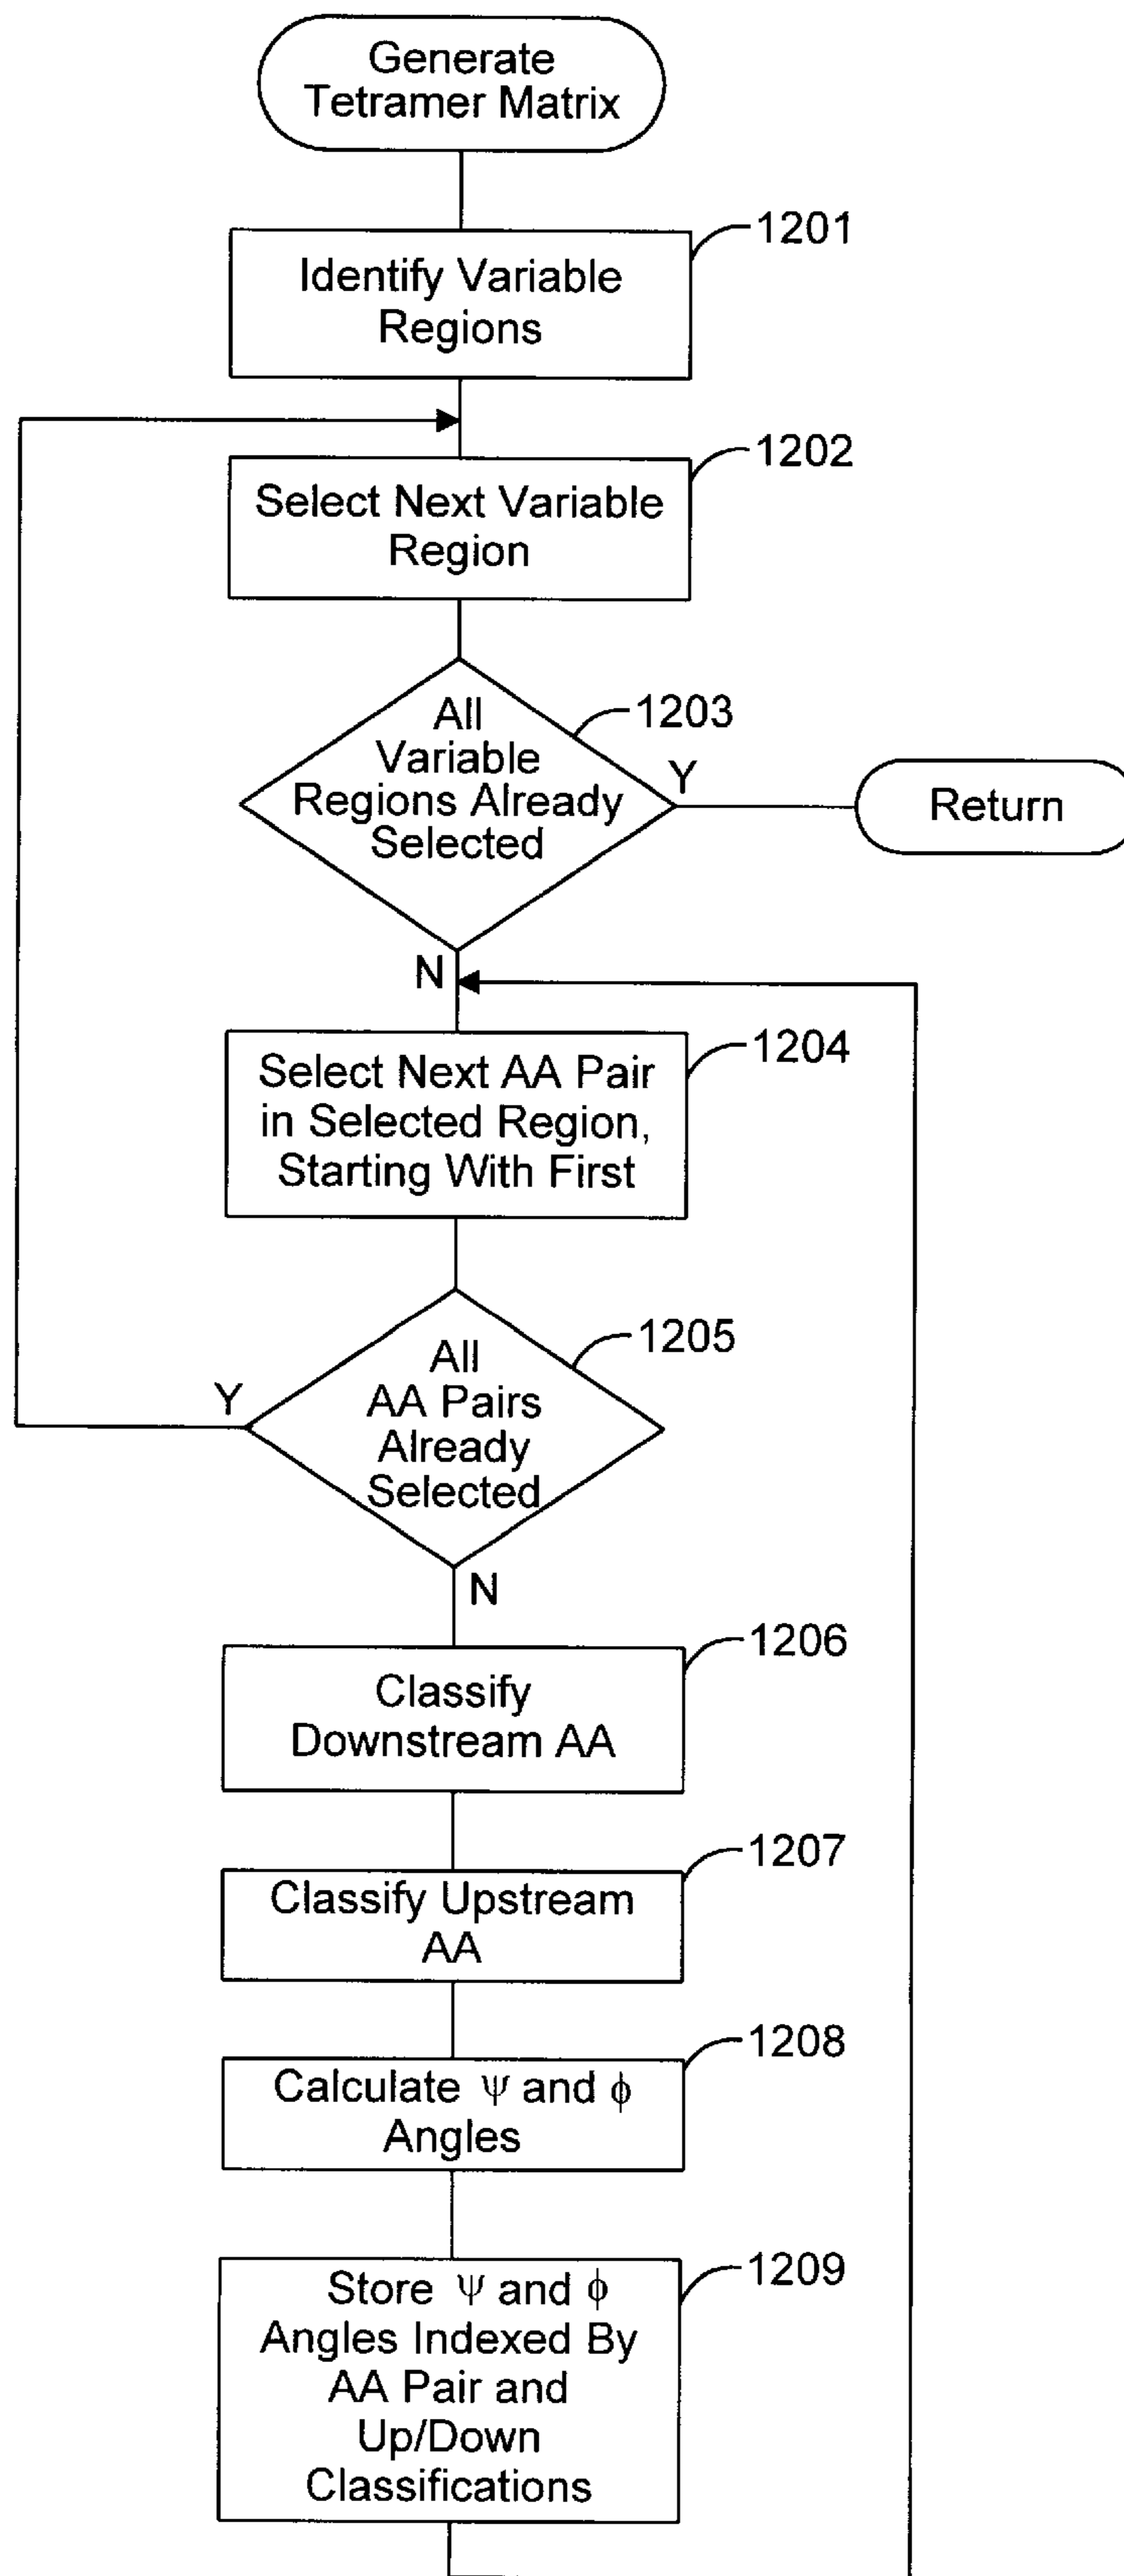 Generate
Tetramer Matrix
1201
Identify Variable
Regions
1202
Select Next Variable
Region
1203
All
Variable
Regions Already
Selected
Y
Return
N
1204
Select Next AA Pair
in Selected Region,
Starting With First
1205
All
AA Pairs
Already
Selected
Y
N
1206
Classify
Downstream AA
1207
Classify Upstream
AA
1208
Calculate ψ and ϕ
Angles
1209
Store ψ and ϕ
Angles Indexed By
AA Pair and
Up/Down
Classifications